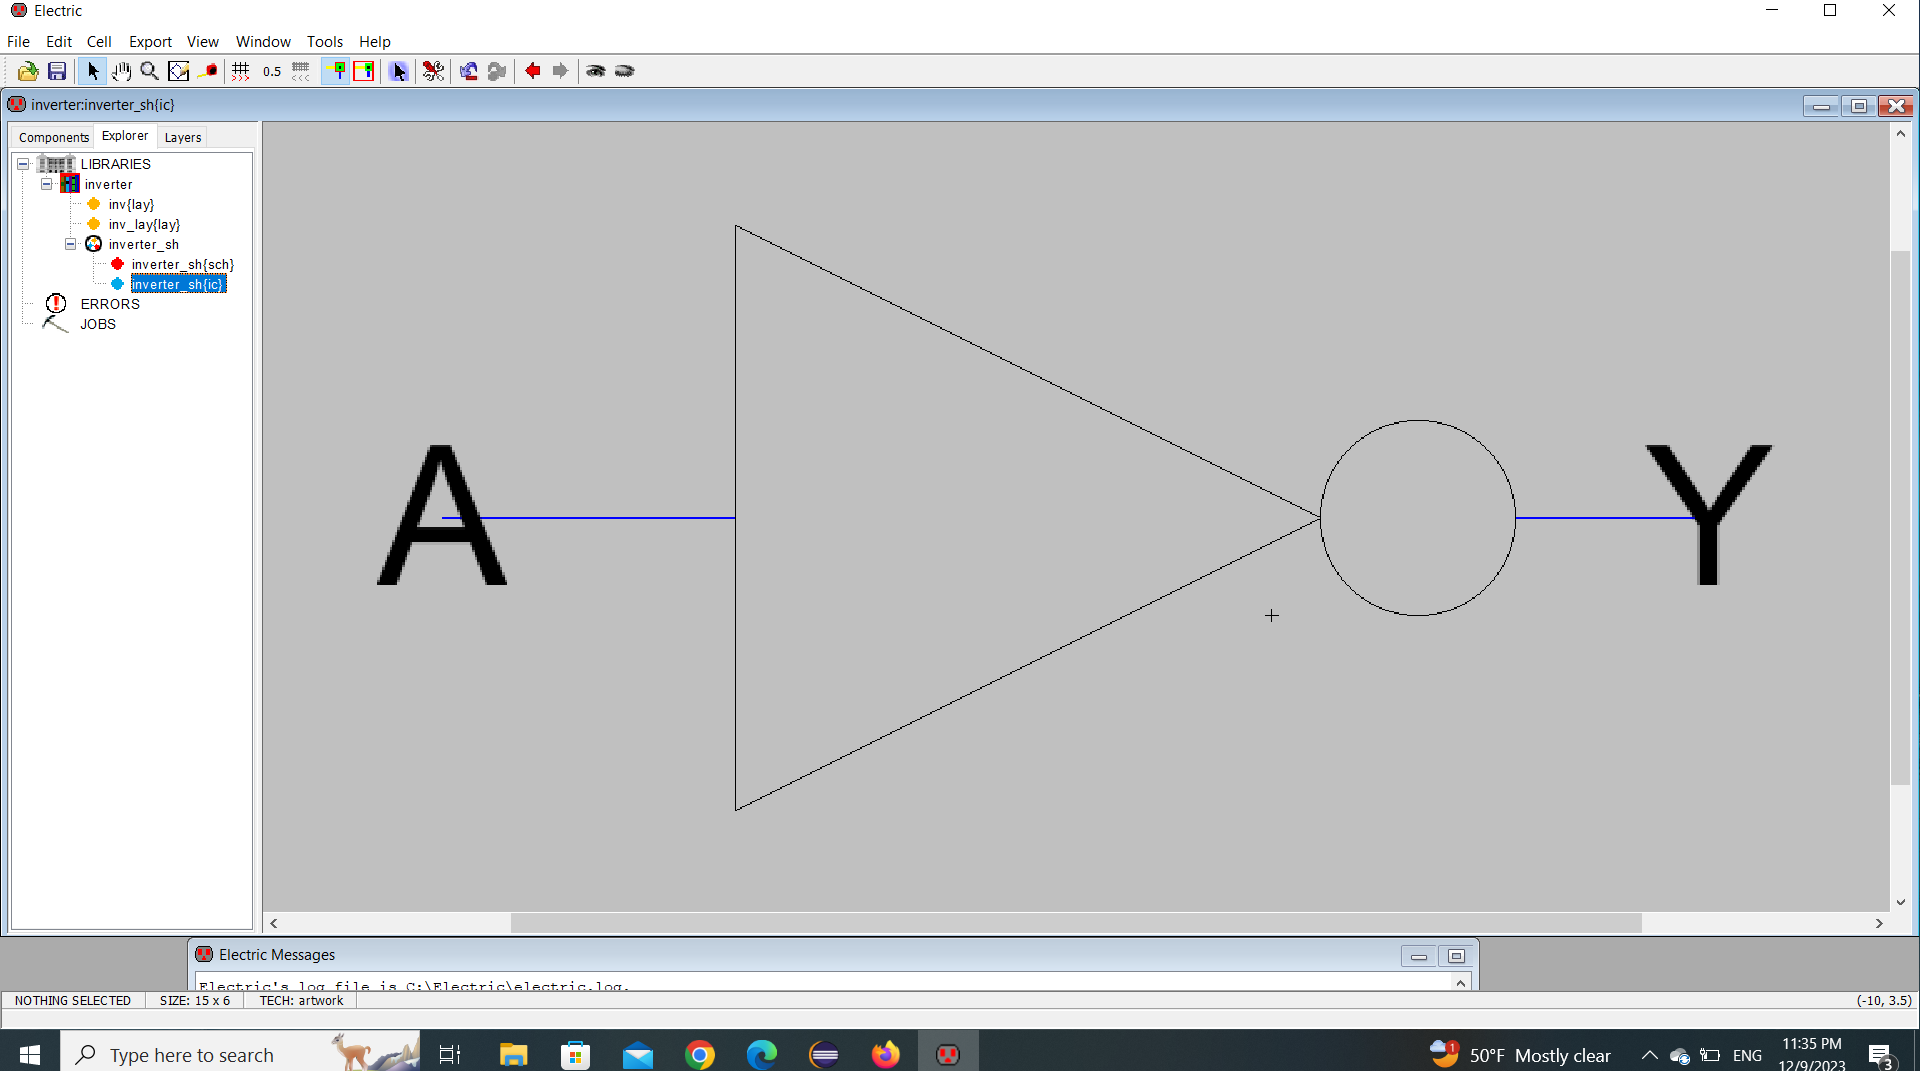 Electric
File Edit Cell Export View Window Tools Help
0.5
inverter:inverter_sh{ic}
Components Explorer Layers
LIBRARIES
inverter
inv{lay}
inv_lay{lay}
inverter_sh
inverter_sh{sch}
inverter_sh{ic}
ERRORS
JOBS
A
Y
Electric Messages
Electric's log file is C:\Electric\electric.log.
NOTHING SELECTED SIZE: 15 x 6 TECH: artwork (-10, 3.5)
Type here to search
1
50°F Mostly clear
ENG
11:35 PM
12/9/2023
3